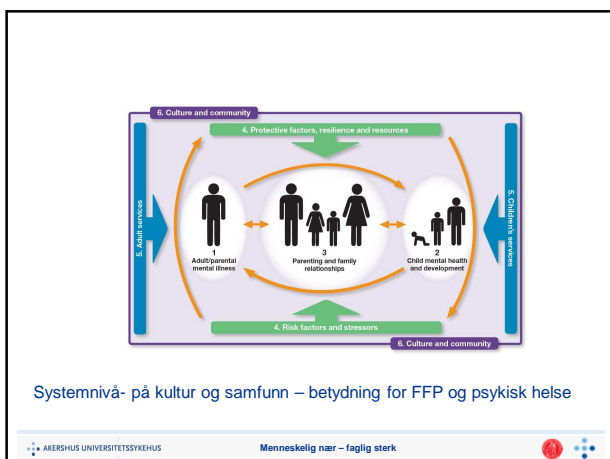 6. Culture and community
4. Protective factors, resilience and resources
5. Adult services
1
Adult/parental
mental illness
3
Parenting and family
relationships
2
Child mental health
and development
5. Children's services
4. Risk factors and stressors
6. Culture and community
Systemnivå- på kultur og samfunn – betydning for FFP og psykisk helse
AKERSHUS UNIVERSITETSSYKEHUS
Menneskelig nær – faglig sterk